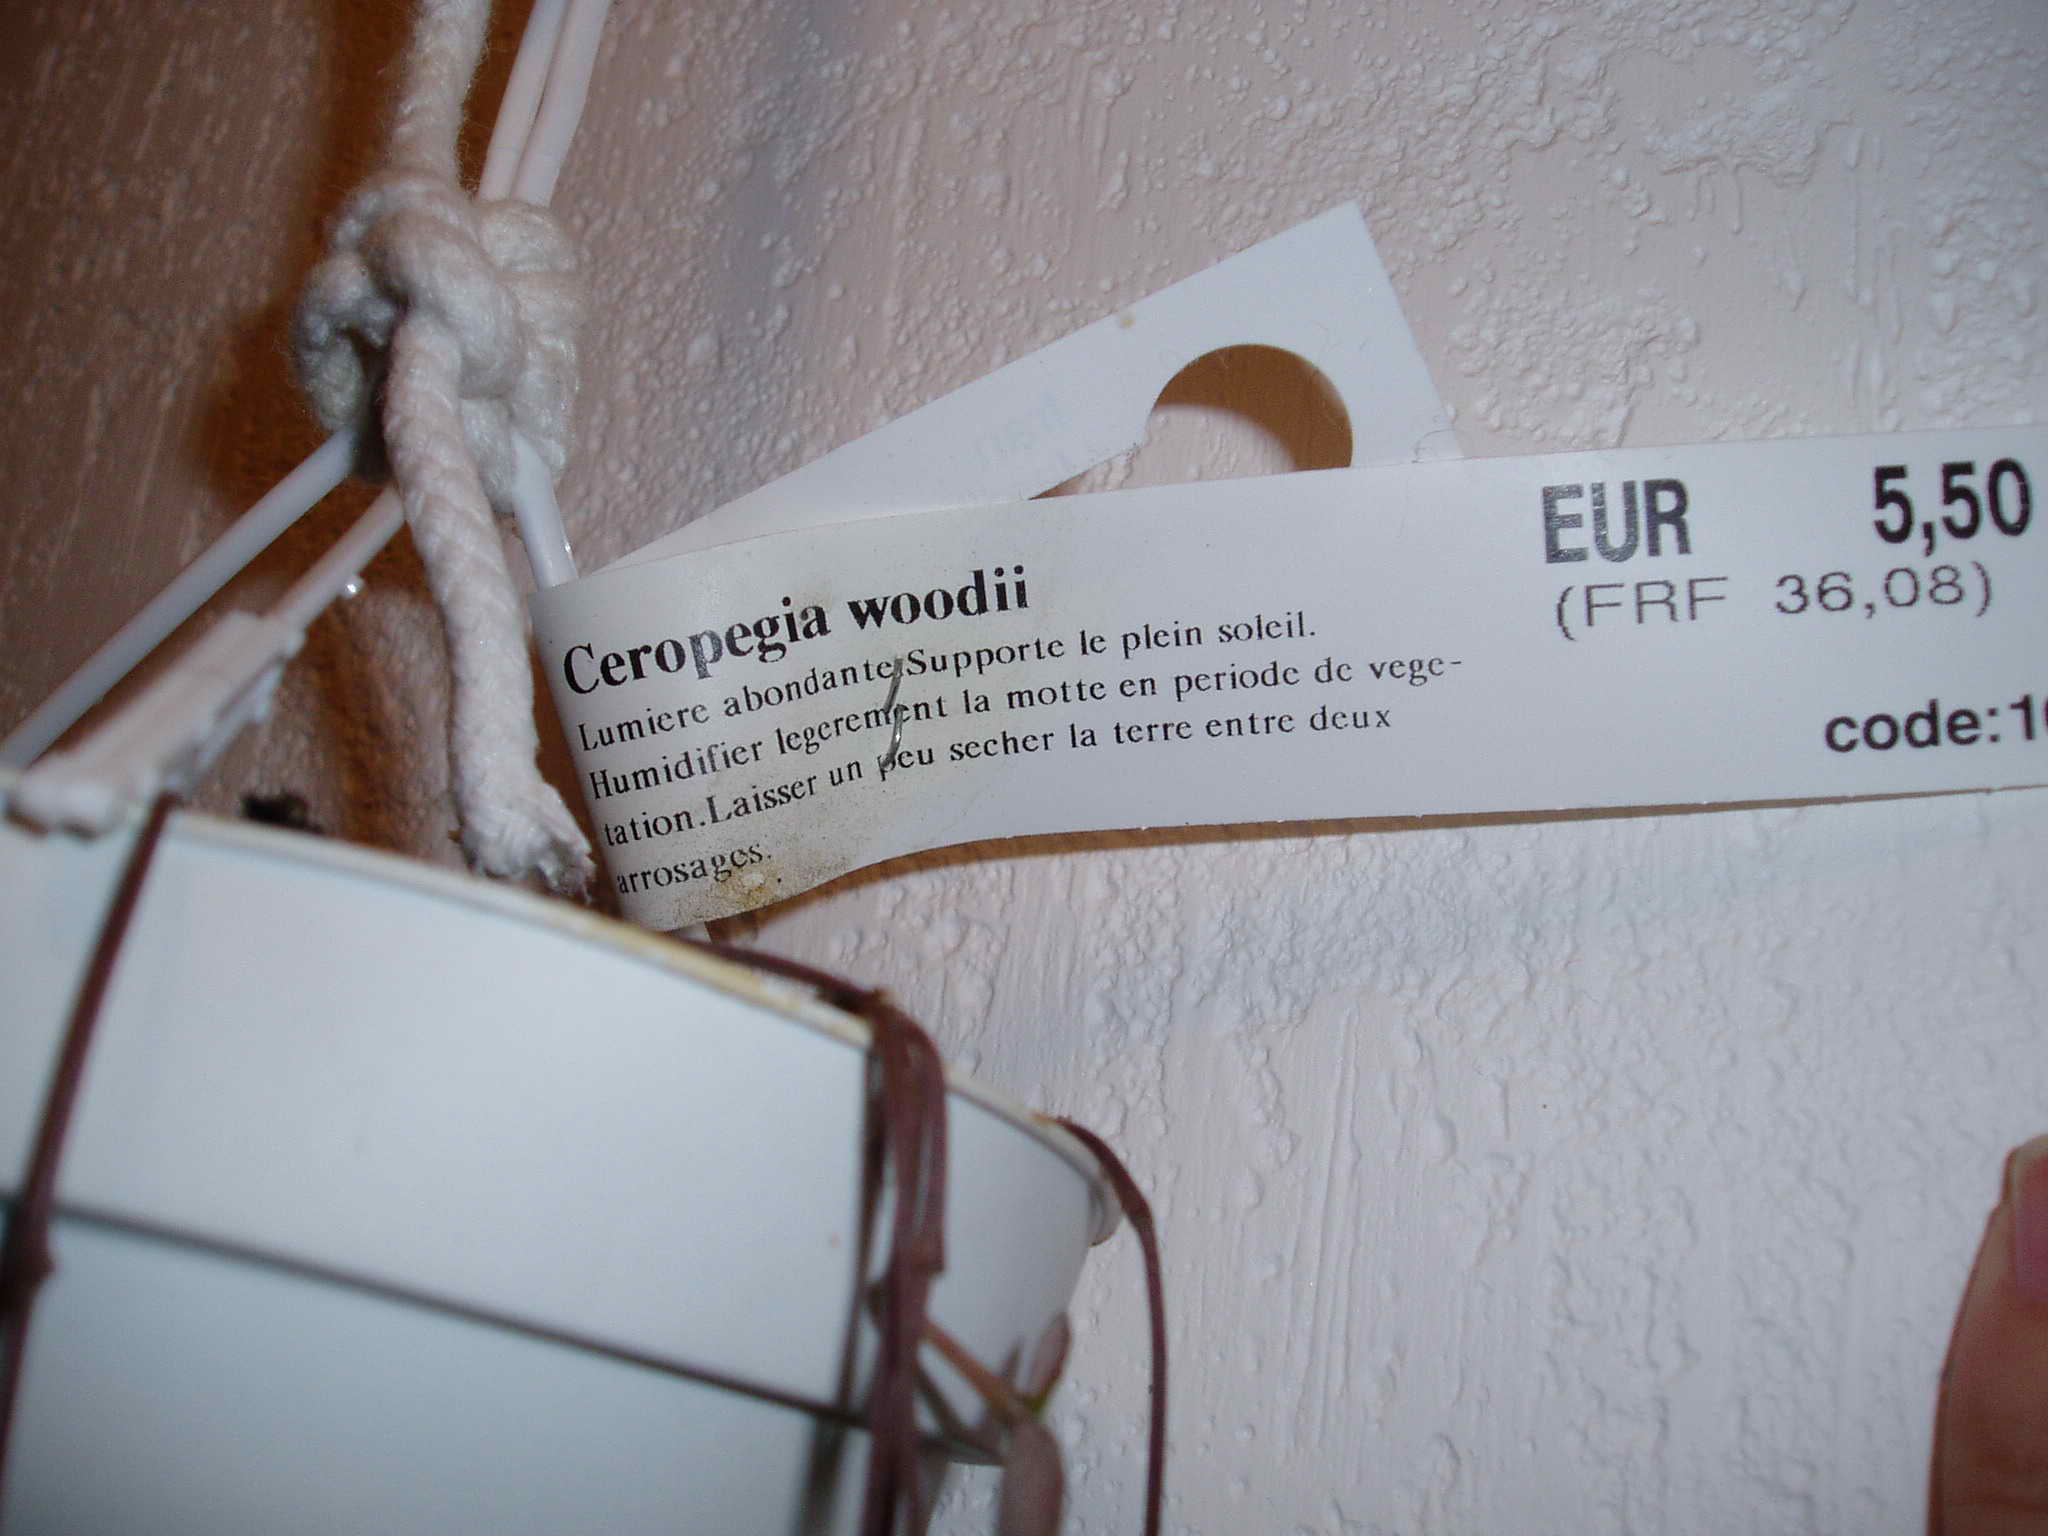 Ceropegia woodii
Lumiere abondante.Supporte le plein soleil.
Humidifier legerement la motte en periode de vege-
tation.Laisser un peu secher la terre entre deux
arrosages.
EUR 5,50
(FRF 36,08)
code:10